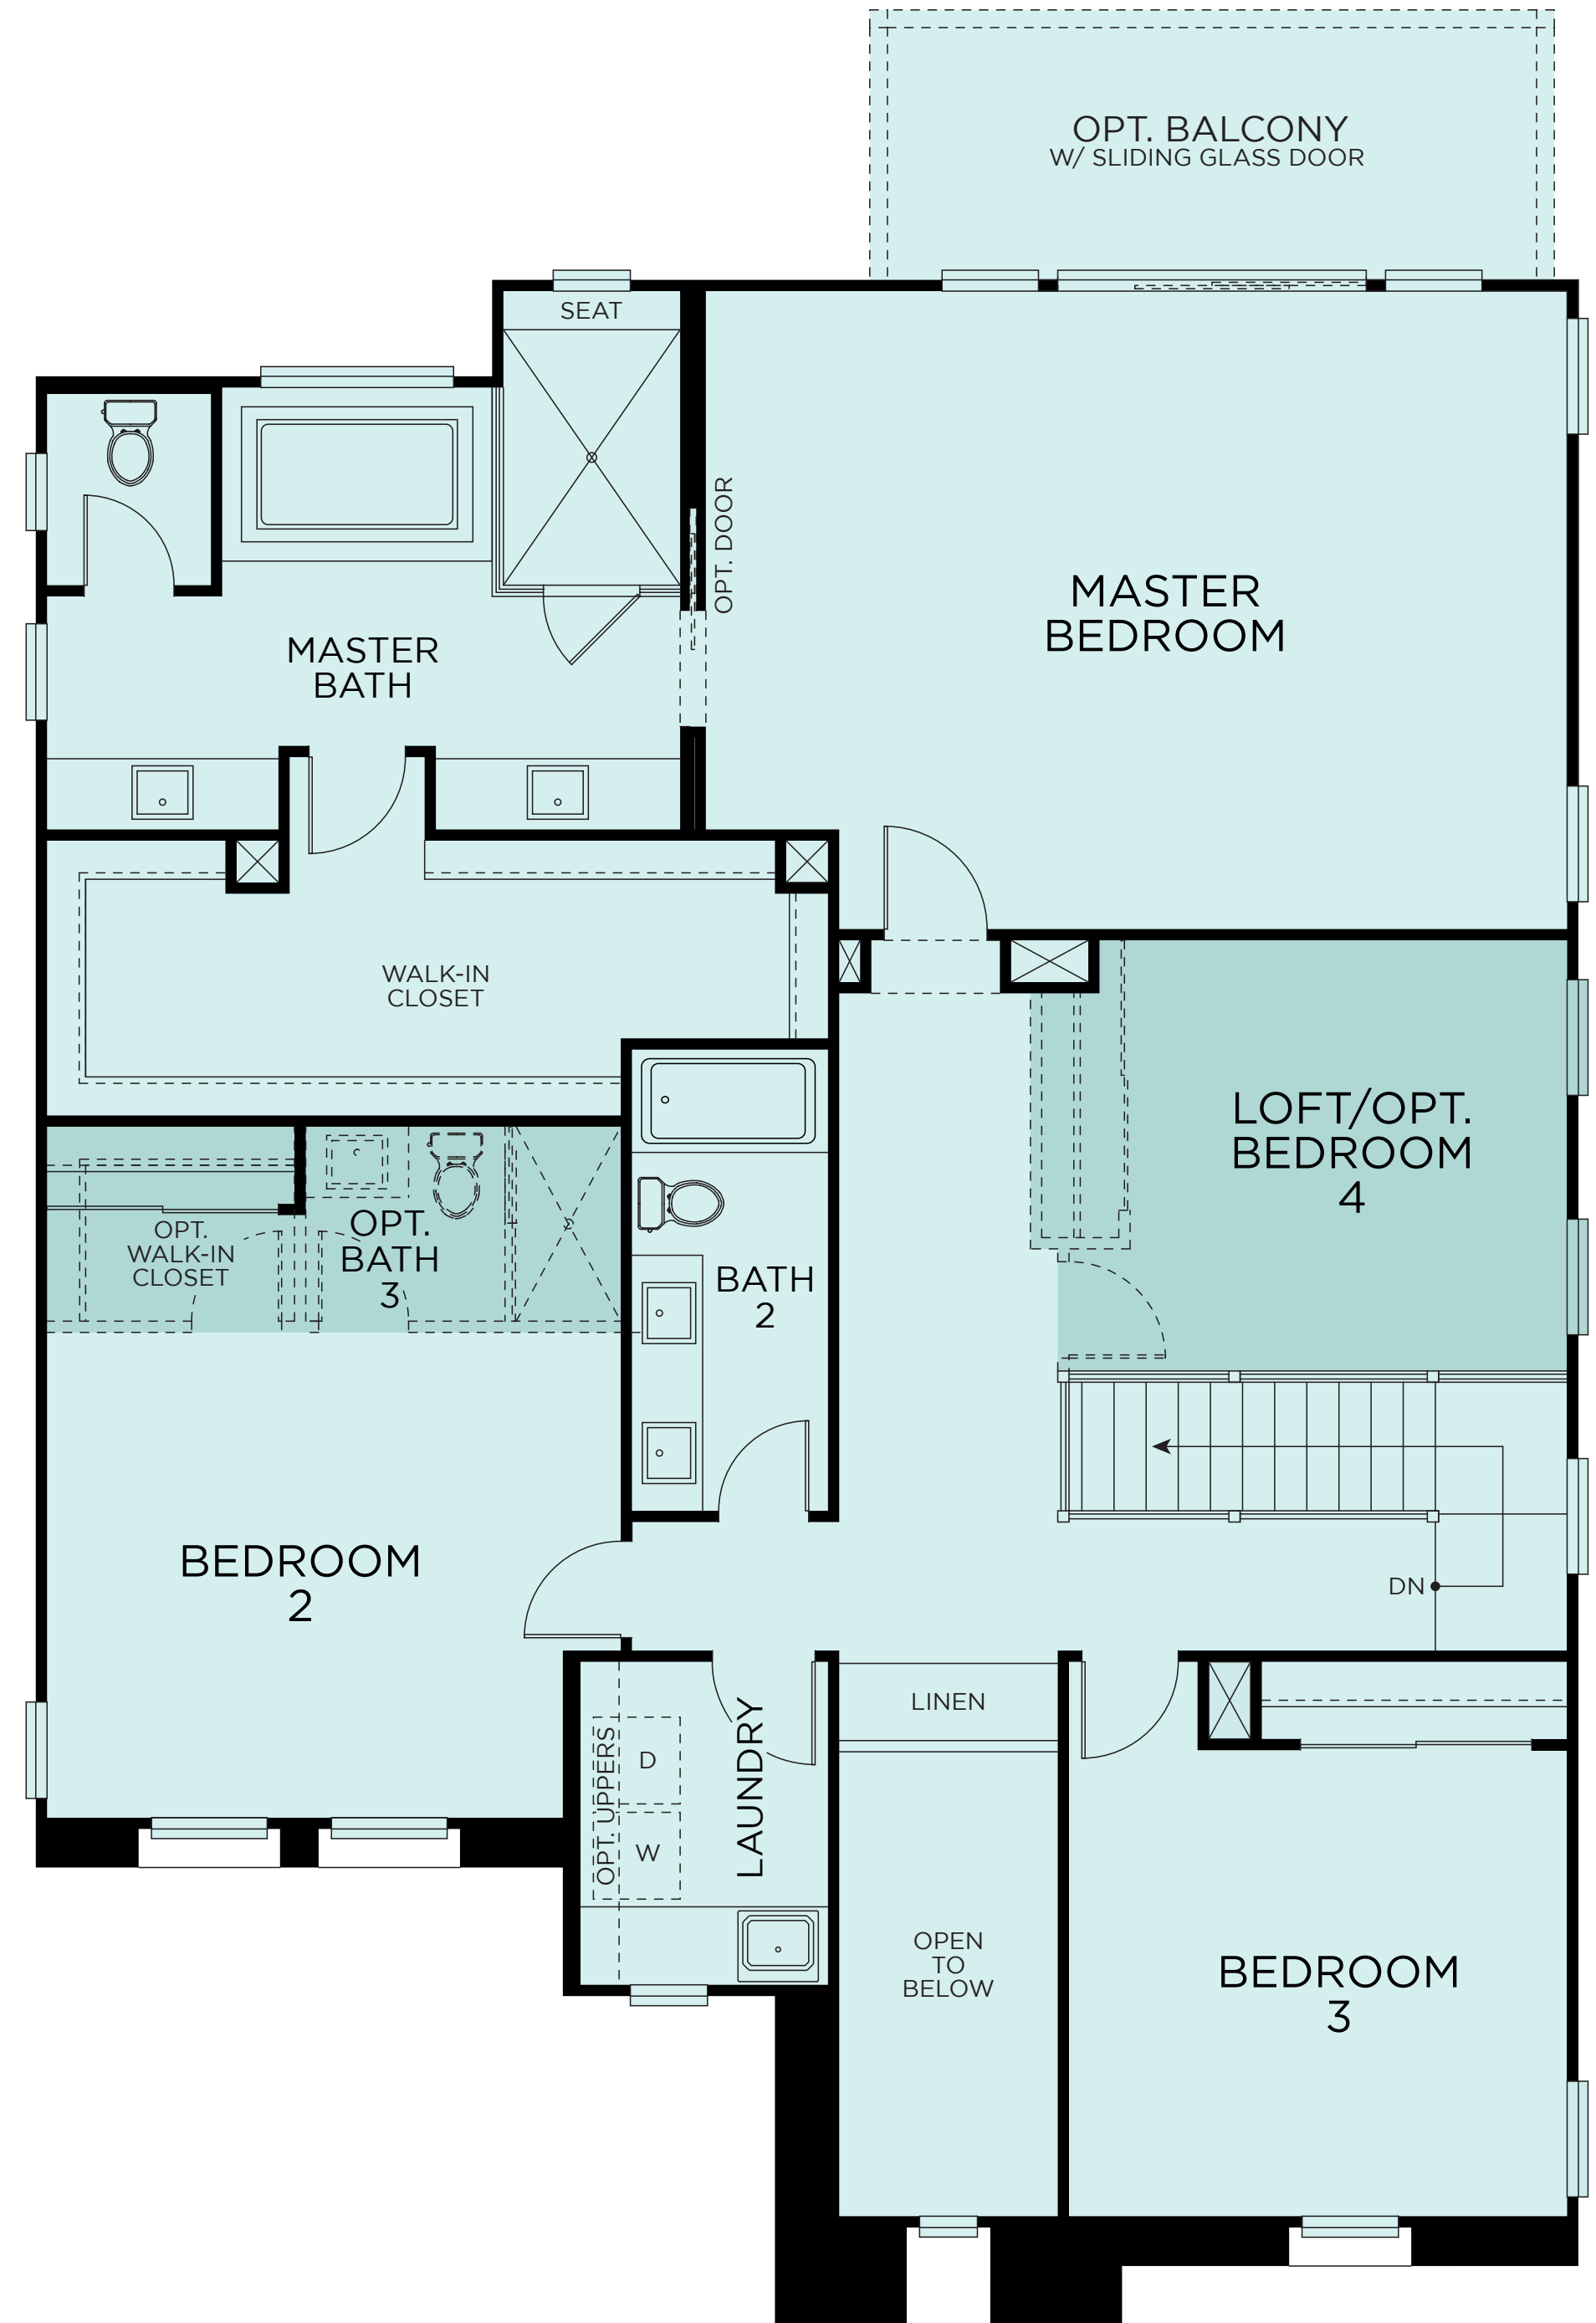 OPT. BALCONY
W/ SLIDING GLASS DOOR
SEAT
OPT. DOOR
MASTER
BEDROOM
MASTER
BATH
WALK-IN
CLOSET
LOFT/OPT.
BEDROOM
4
OPT.
WALK-IN
CLOSET
OPT.
BATH
3
BATH
2
BEDROOM
2
DN
LINEN
OPT. UPPERS
D
W
LAUNDRY
OPEN
TO
BELOW
BEDROOM
3